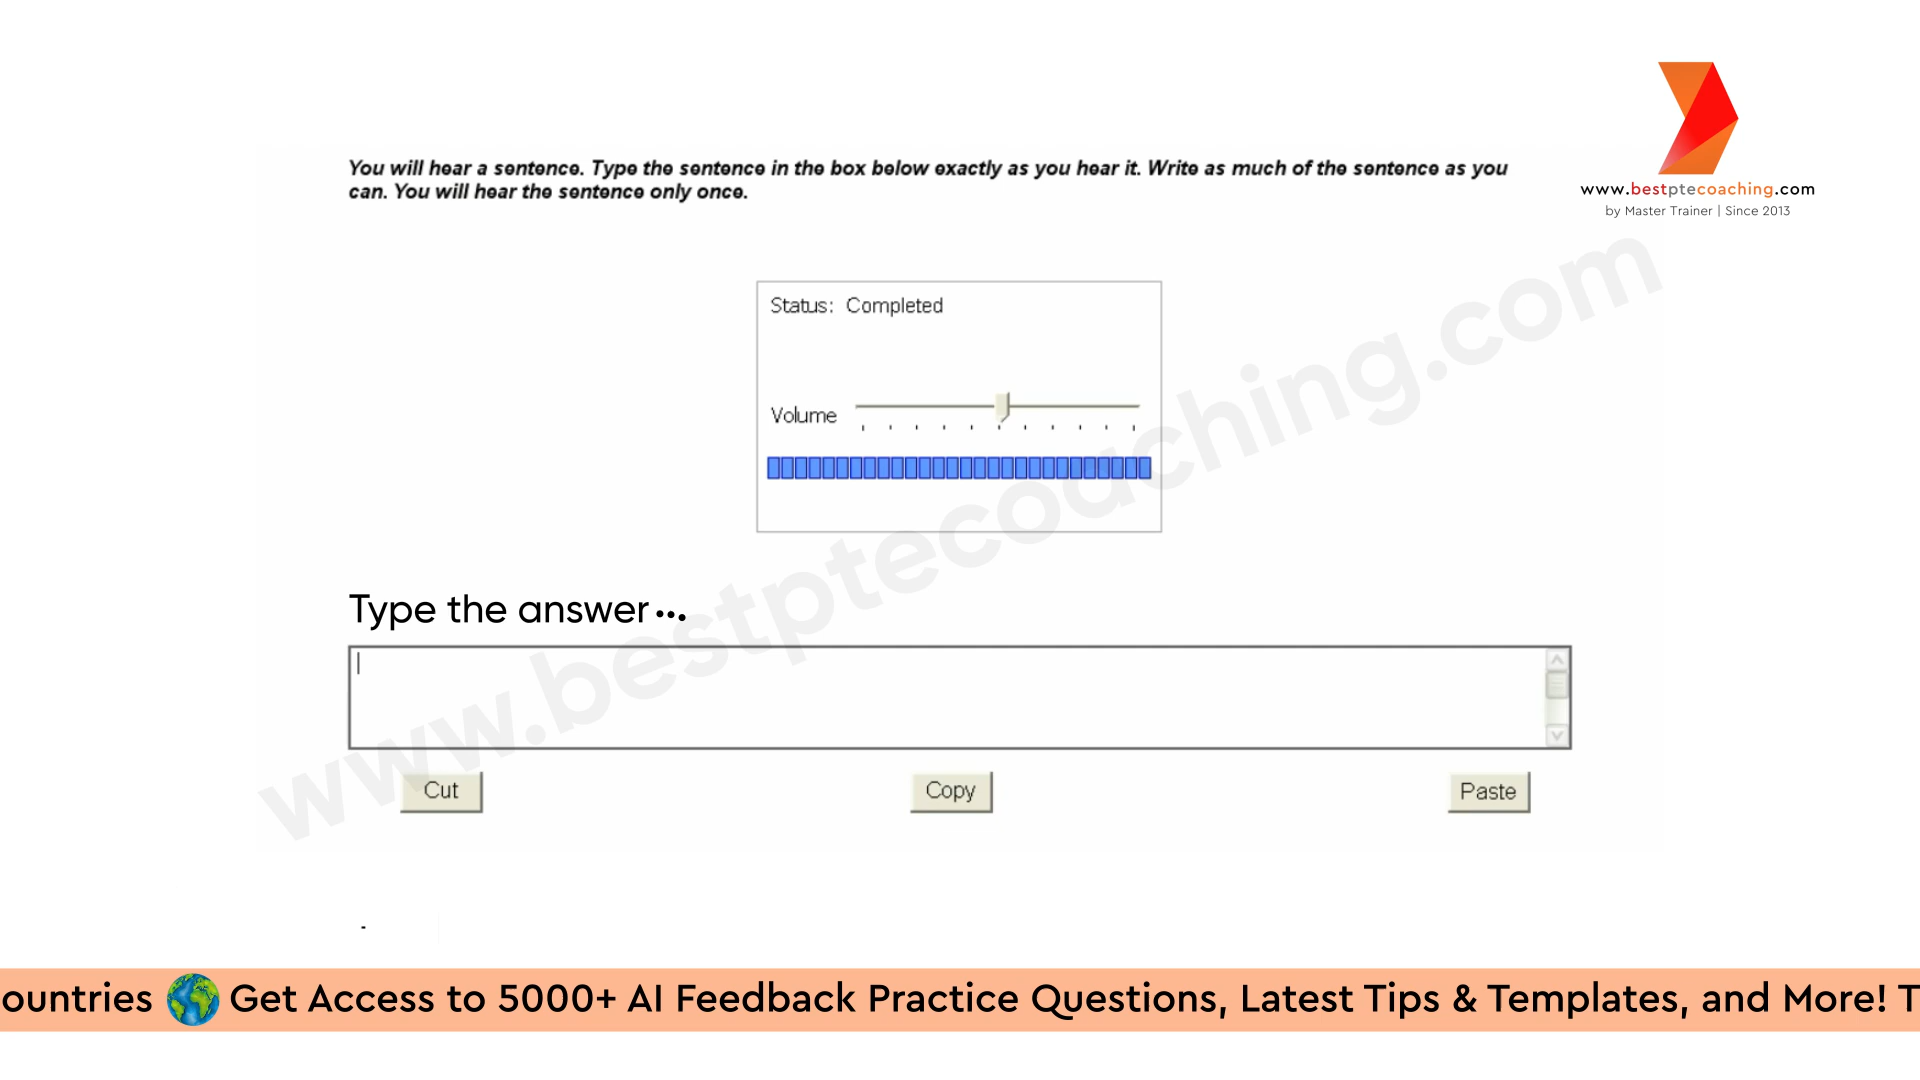 You will hear a sentence. Type the sentence in the box below exactly as you hear it. Write as much of the sentence as you
can. You will hear the sentence only once.
www.bestptecoaching.com
by Master Trainer | Since 2013
Status: Completed
Volume
www.bestptecoaching.com
Type the answer...
Cut
Copy
Paste
ountries 🌍 Get Access to 5000+ AI Feedback Practice Questions, Latest Tips & Templates, and More! T